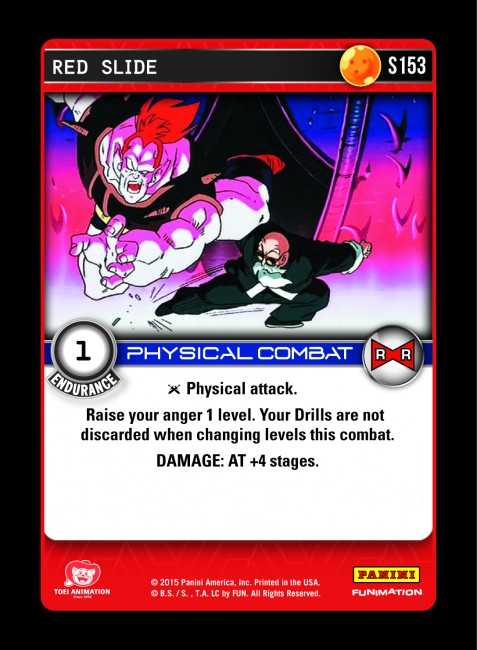 RED SLIDE
S153
1
ENDURANCE
PHYSICAL COMBAT
R R
Physical attack.
Raise your anger 1 level. Your Drills are not
discarded when changing levels this combat.
DAMAGE: AT +4 stages.
TOEI ANIMATION
Since 1956
© 2015 Panini America, Inc. Printed in the USA.
© B.S. / S. , T.A. LC by FUN. All Rights Reserved.
PANINI
FUNIMATION